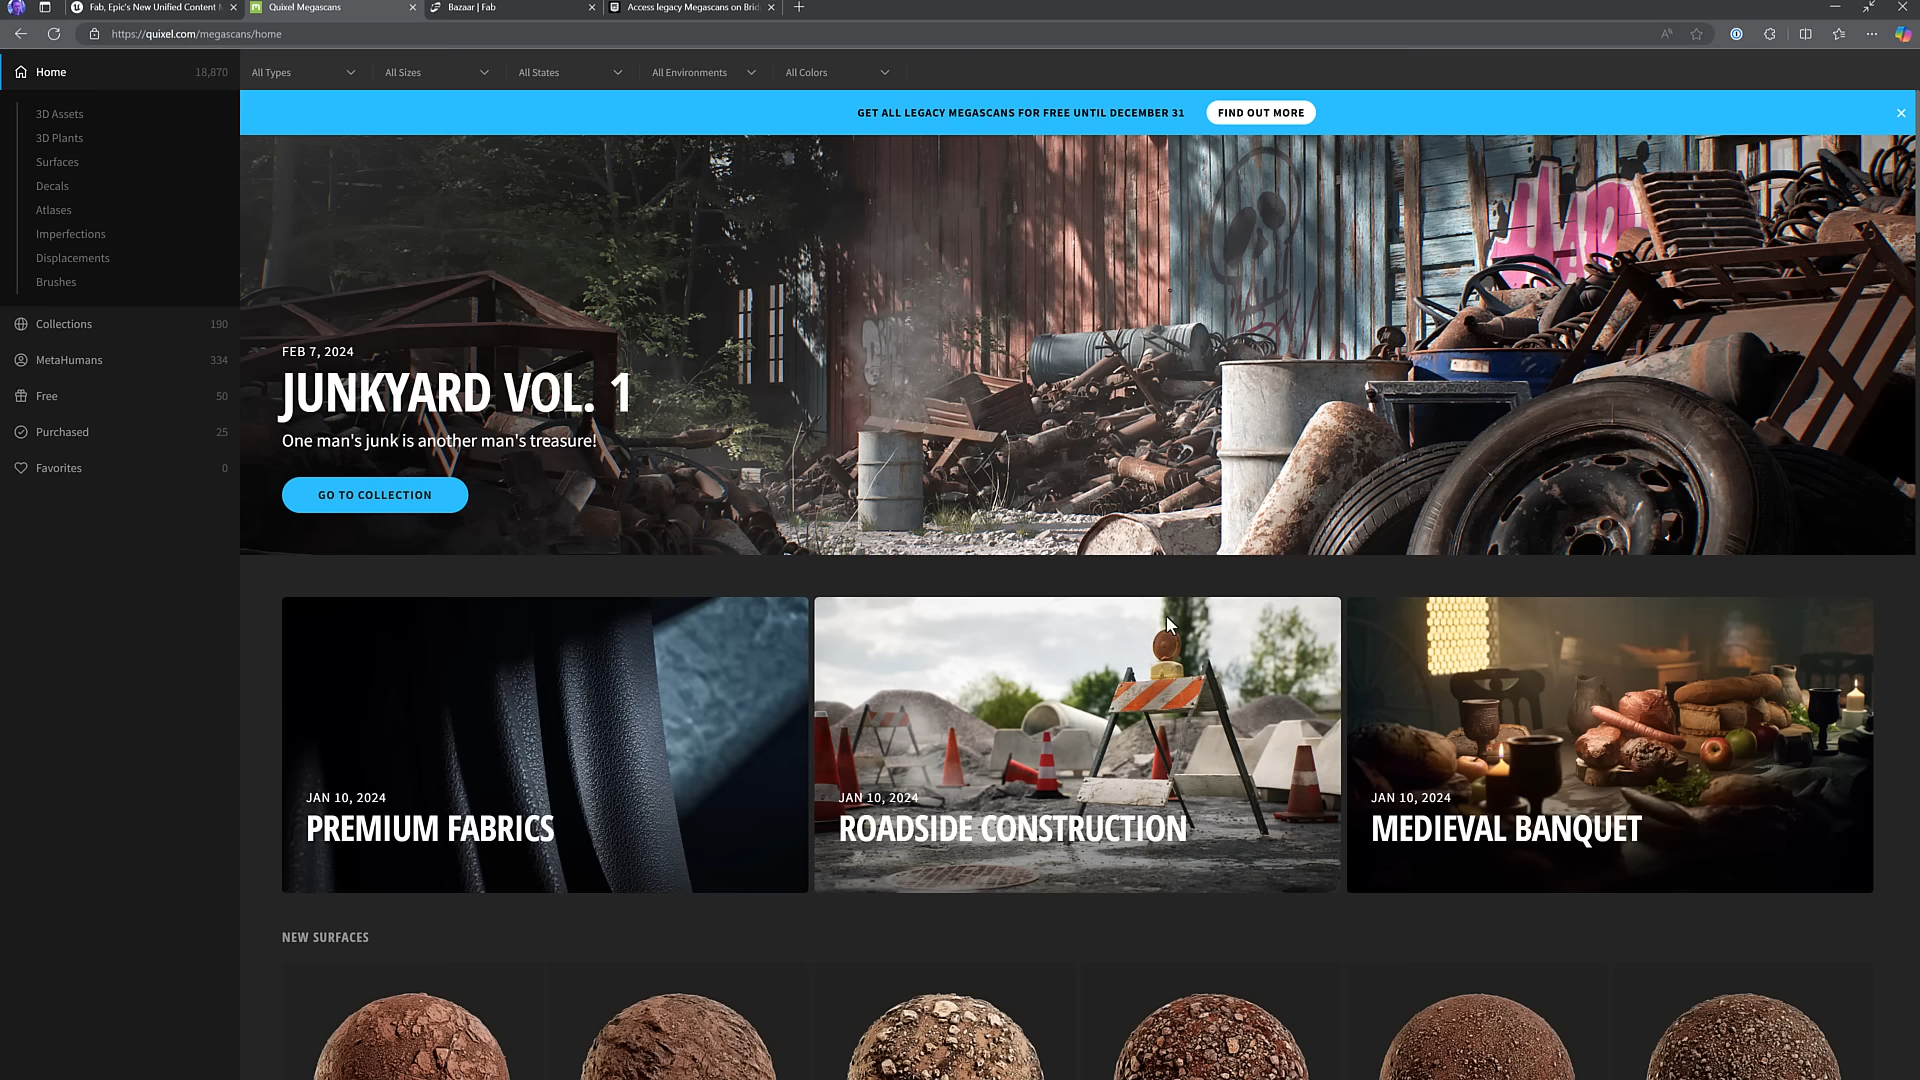 Fab, Epic's New Unified Content M
Quixel Megascans
Bazaar | Fab
Access legacy Megascans on Brid
https://quixel.com/megascans/home
Home 18,870
All Types
All Sizes
All States
All Environments
All Colors
GET ALL LEGACY MEGASCANS FOR FREE UNTIL DECEMBER 31
FIND OUT MORE
3D Assets
3D Plants
Surfaces
Decals
Atlases
Imperfections
Displacements
Brushes
Collections 190
MetaHumans 334
Free 50
Purchased 25
Favorites 0
FEB 7, 2024
JUNKYARD VOL. 1
One man's junk is another man's treasure!
GO TO COLLECTION
JAN 10, 2024
PREMIUM FABRICS
JAN 10, 2024
ROADSIDE CONSTRUCTION
JAN 10, 2024
MEDIEVAL BANQUET
NEW SURFACES